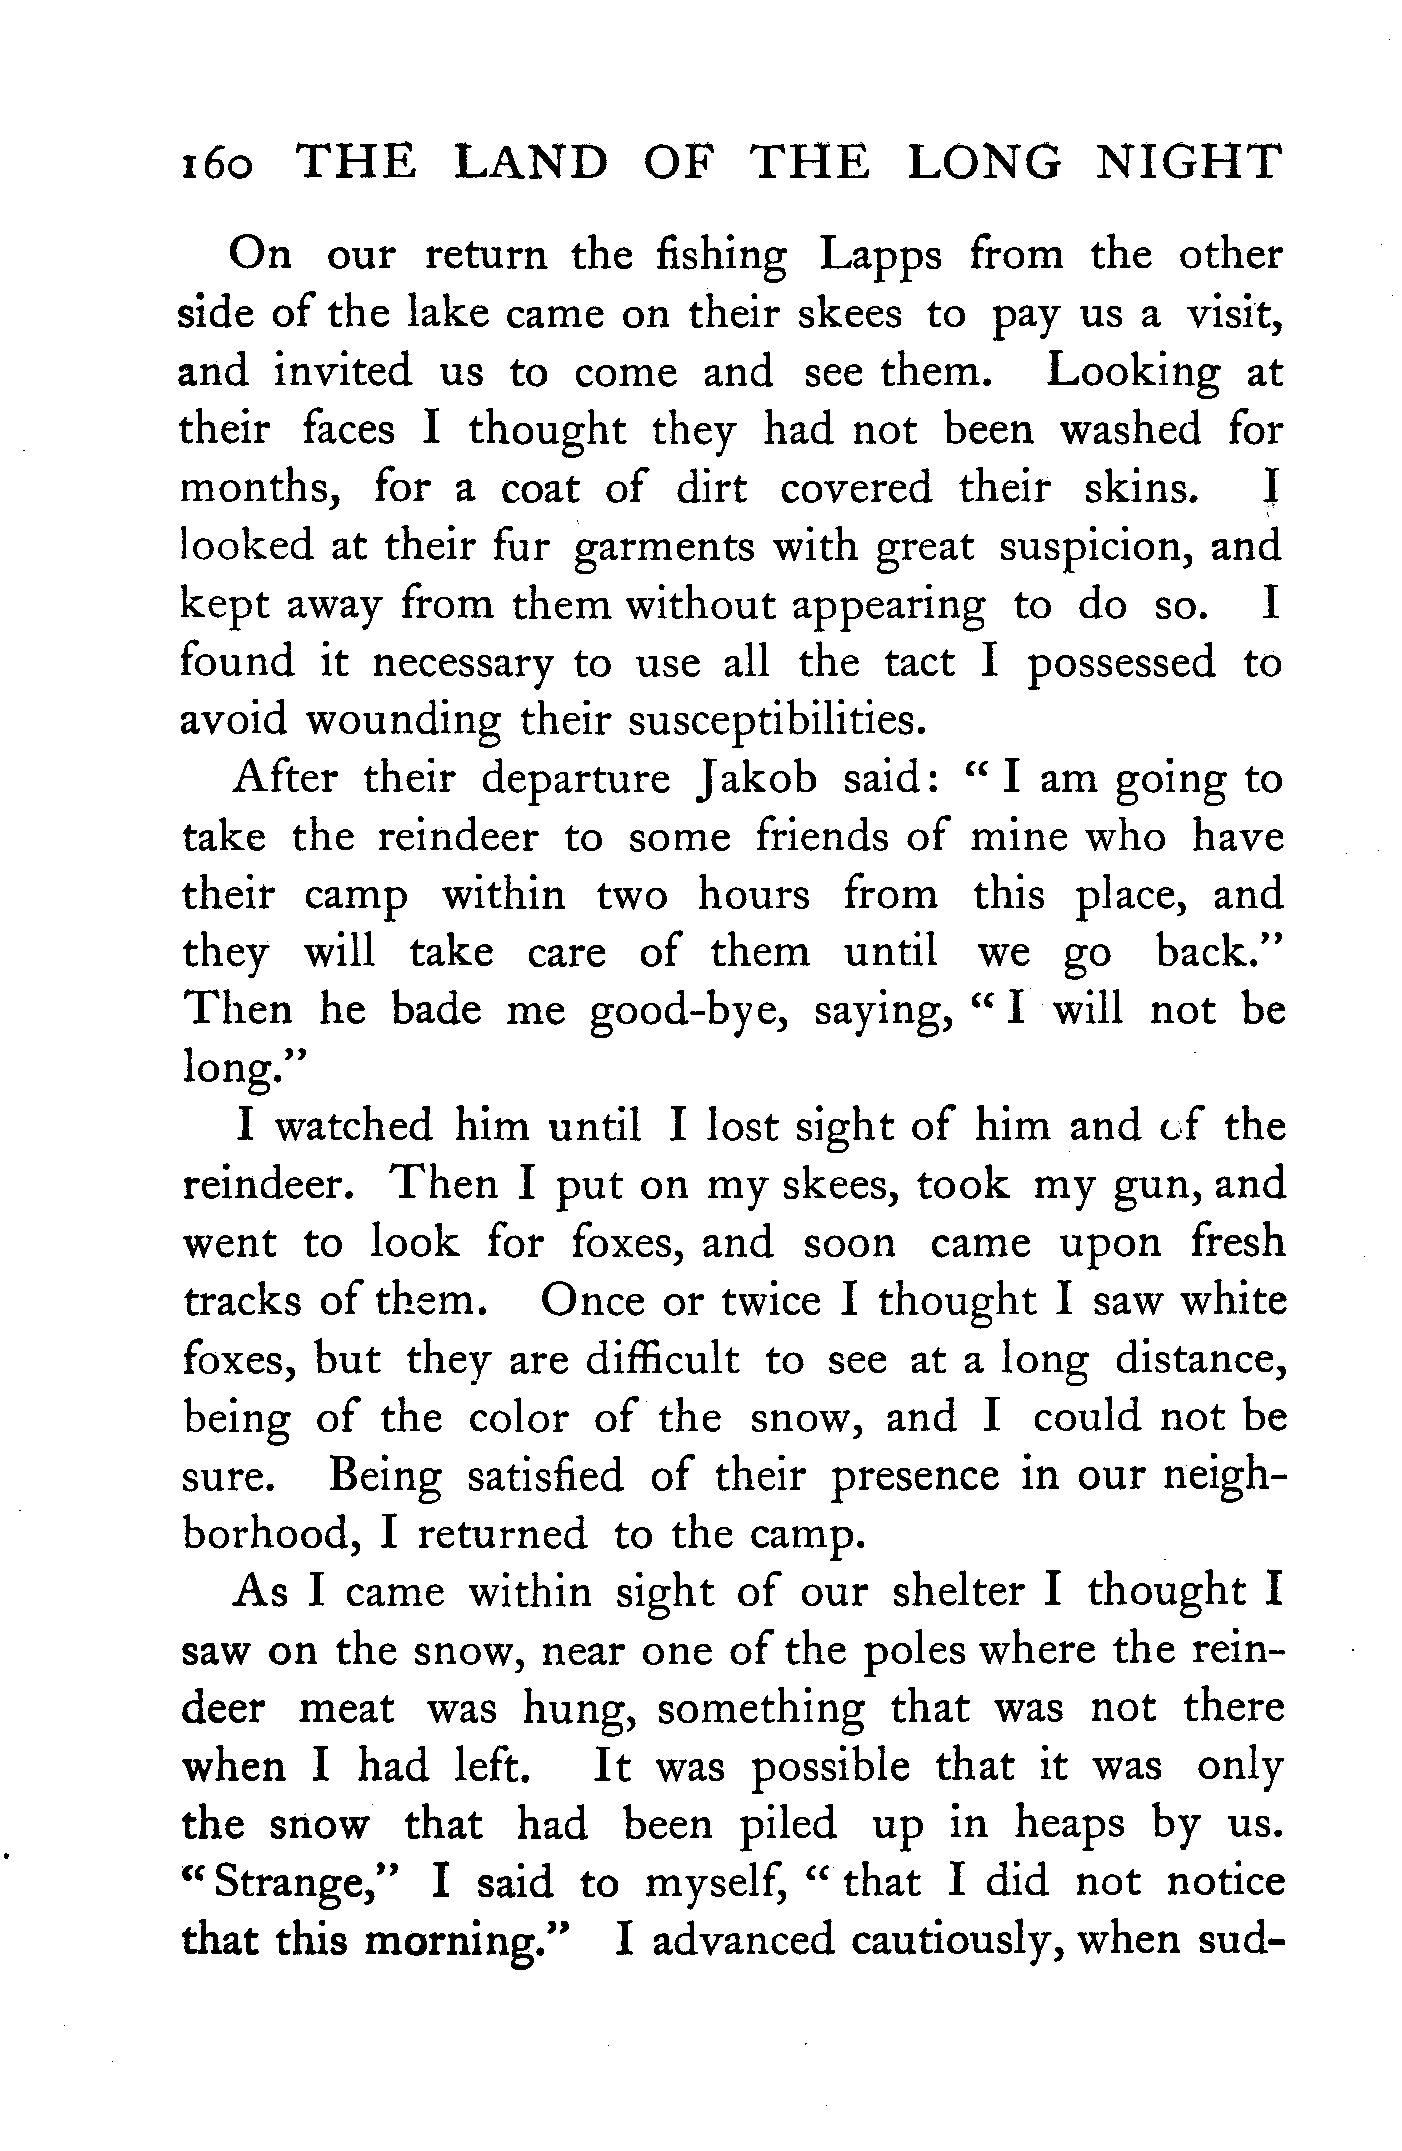 160 THE LAND OF THE LONG NIGHT
On our return the fishing Lapps from the other
side of the lake came on their skees to pay us a visit,
and invited us to come and see them. Looking at
their faces I thought they had not been washed for
months, for a coat of dirt covered their skins. I
looked at their fur garments with great suspicion, and
kept away from them without appearing to do so. I
found it necessary to use all the tact I possessed to
avoid wounding their susceptibilities.
After their departure Jakob said: “ I am going to
take the reindeer to some friends of mine who have
their camp within two hours from this place, and
they will take care of them until we go back.”
Then he bade me good-bye, saying, “ I will not be
long.”
I watched him until I lost sight of him and of the
reindeer. Then I put on my skees, took my gun, and
went to look for foxes, and soon came upon fresh
tracks of them. Once or twice I thought I saw white
foxes, but they are difficult to see at a long distance,
being of the color of the snow, and I could not be
sure. Being satisfied of their presence in our neigh-
borhood, I returned to the camp.
As I came within sight of our shelter I thought I
saw on the snow, near one of the poles where the rein-
deer meat was hung, something that was not there
when I had left. It was possible that it was only
the snow that had been piled up in heaps by us.
“ Strange,” I said to myself, “ that I did not notice
that this morning.” I advanced cautiously, when sud-